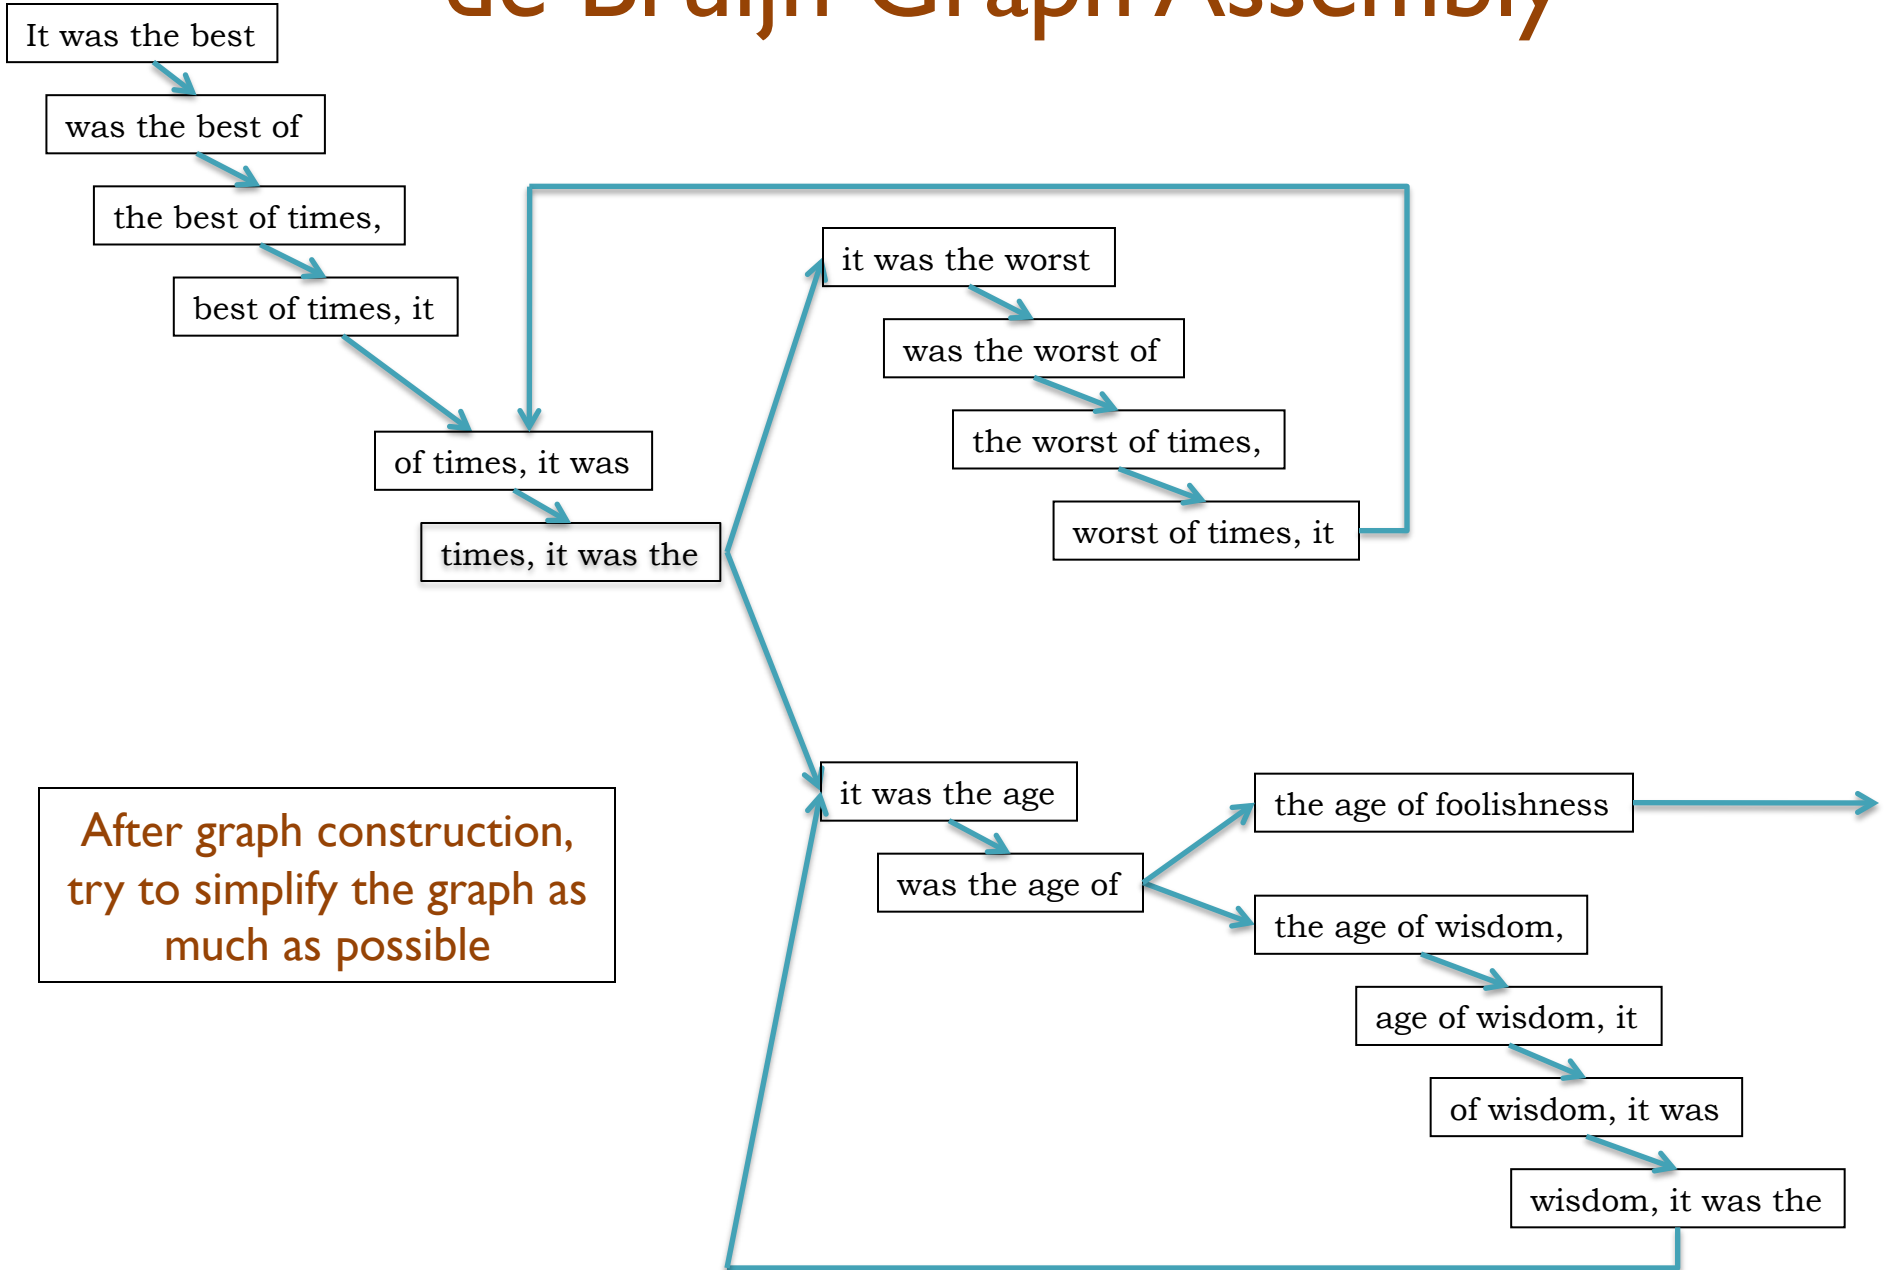 de Bruijn Graph Assembly
It was the best
was the best of
the best of times,
best of times, it
of times, it was
times, it was the
it was the worst
was the worst of
the worst of times,
worst of times, it
it was the age
was the age of
the age of foolishness
the age of wisdom,
age of wisdom, it
of wisdom, it was
wisdom, it was the
After graph construction,
try to simplify the graph as
much as possible